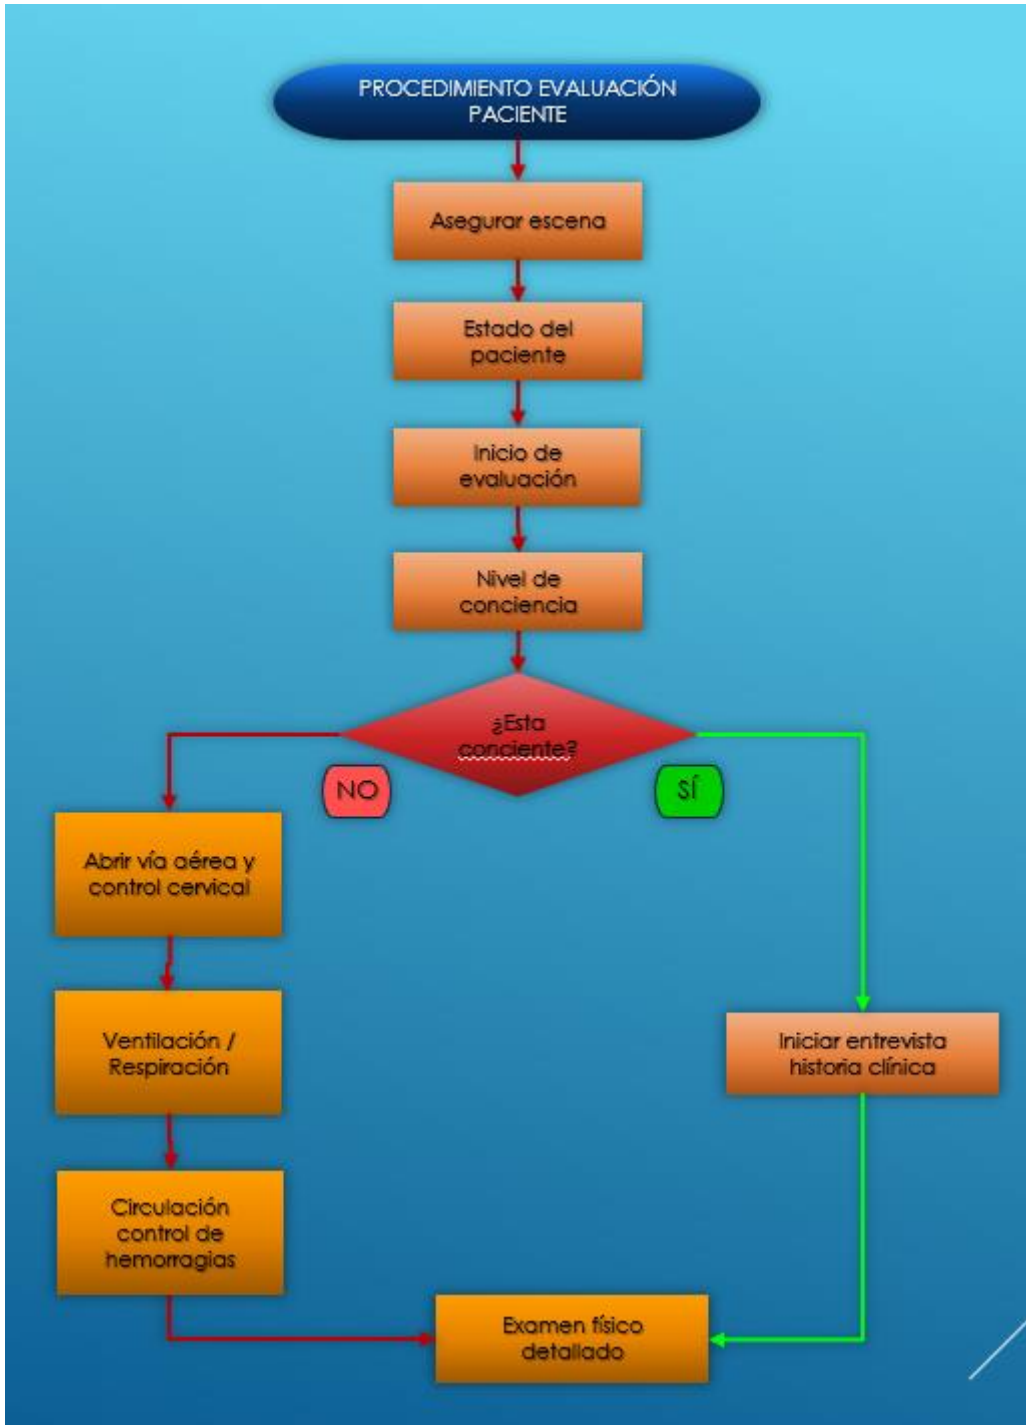 PROCEDIMIENTO EVALUACIÓN
PACIENTE
Asegurar escena
Estado del
paciente
Inicio de
evaluación
Nivel de
conciencia
¿Esta
conciente?
NO
SÍ
Abrir vía aérea y
control cervical
Ventilación /
Respiración
Iniciar entrevista
historia clínica
Circulación
control de
hemorragias
Examen físico
detallado